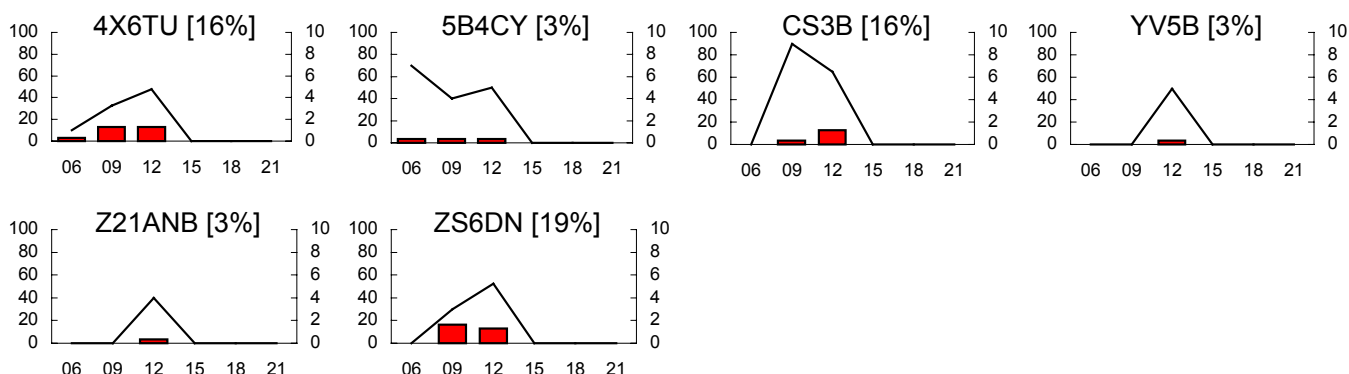 4X6TU [16%] 5B4CY [3%] CS3B [16%] YV5B [3%]
100 10 100 10 100 10 100 10
80 8 80 8 80 8 80 8
60 6 60 6 60 6 60 6
40 4 40 4 40 4 40 4
20 2 20 2 20 2 20 2
0 0 0 0 0 0 0 0
06 09 12 15 18 21 06 09 12 15 18 21 06 09 12 15 18 21 06 09 12 15 18 21
Z21ANB [3%] ZS6DN [19%]
100 10 100 10
80 8 80 8
60 6 60 6
40 4 40 4
20 2 20 2
0 0 0 0
06 09 12 15 18 21 06 09 12 15 18 21